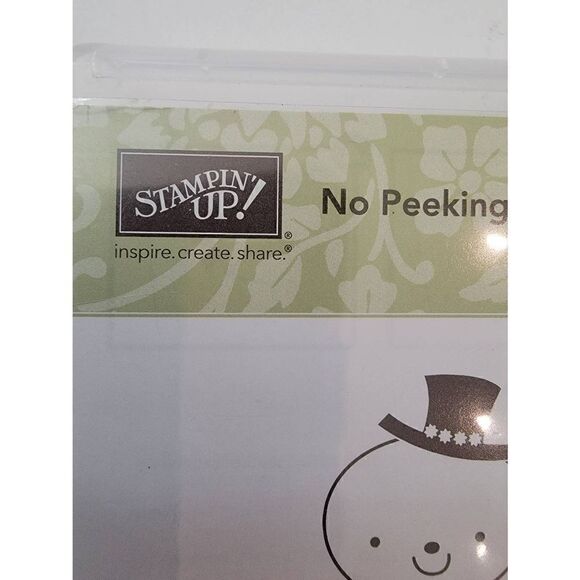 STAMPIN'
UP!®
No Peeking
inspire.create.share.®